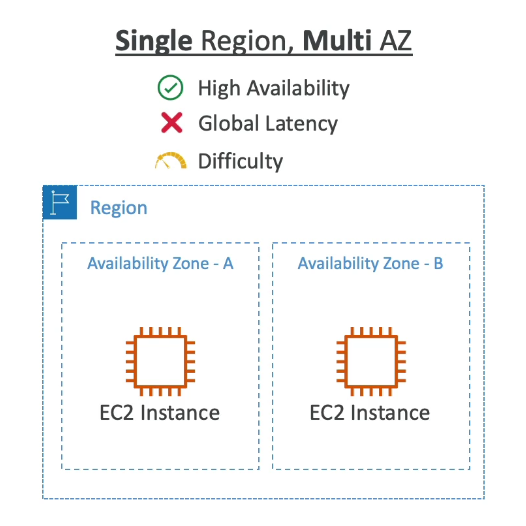 Single Region, Multi AZ
High Availability
Global Latency
Difficulty
Region
Availability Zone - A
Availability Zone - B
EC2 Instance
EC2 Instance